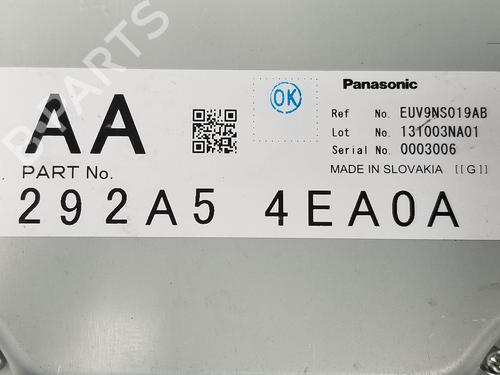 AA
PART No.
292A5 4EA0A
OK
Panasonic
Ref No. EUV9NS019AB
Lot No. 131003NA01
Serial No. 0003006
MADE IN SLOVAKIA [[G]]
B-PARTS